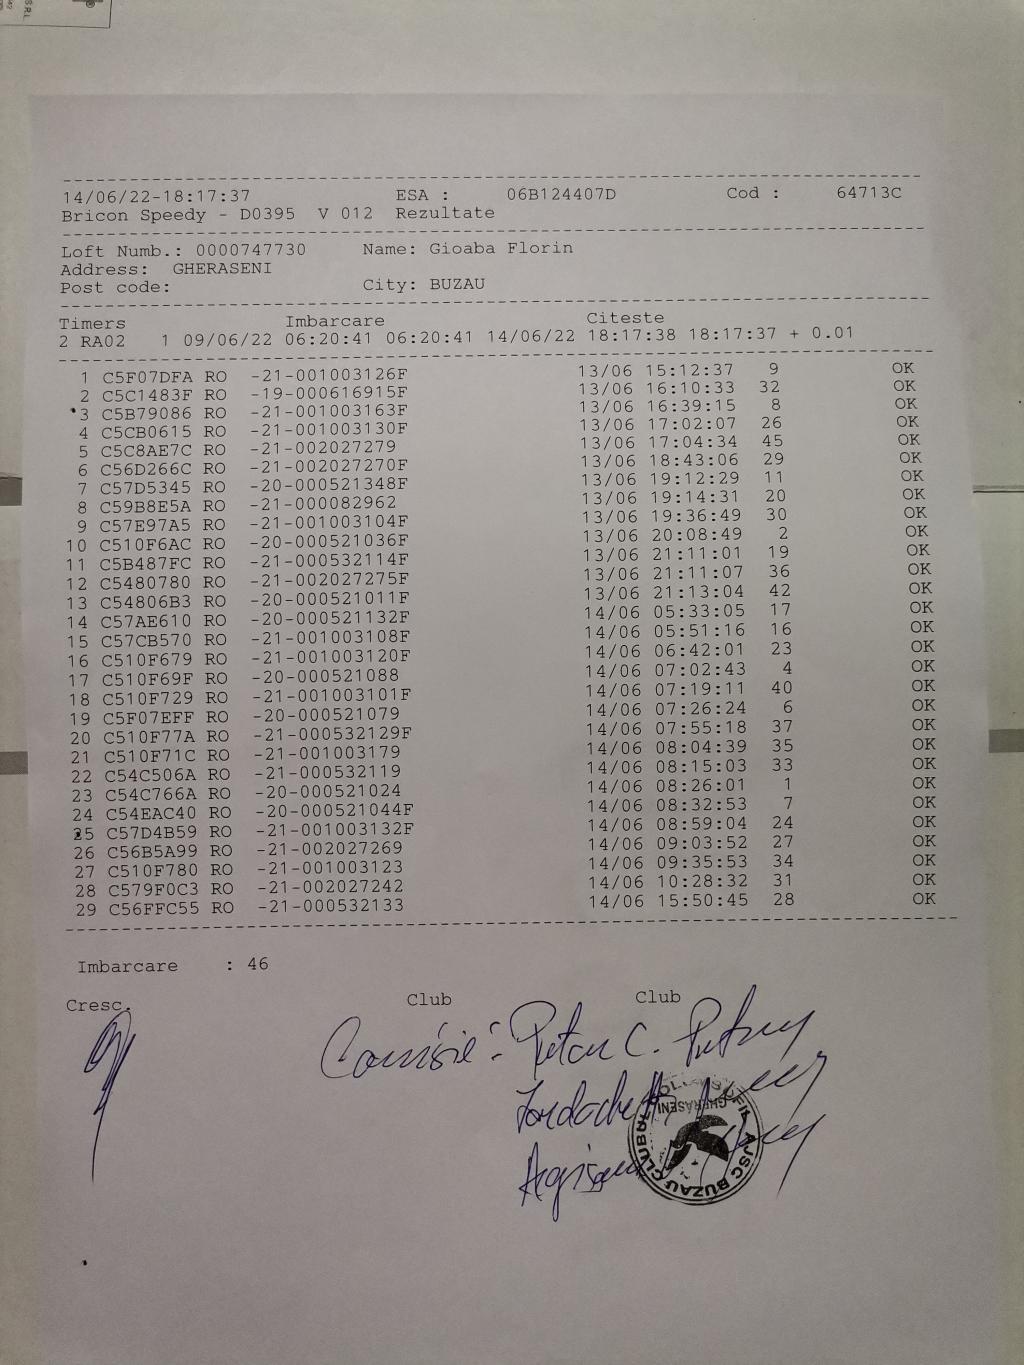 14/06/22-18:17:37 ESA : 06B124407D Cod : 64713C
Bricon Speedy - D0395 V 012 Rezultate
Loft Numb.: 0000747730 Name: Gioaba Florin
Address: GHERASENI
Post code: City: BUZAU
Timers Imbarcare Citeste
2 RA02 1 09/06/22 06:20:41 06:20:41 14/06/22 18:17:38 18:17:37 + 0.01
1 C5F07DFA RO -21-001003126F 13/06 15:12:37 9 OK
2 C5C1483F RO -19-000616915F 13/06 16:10:33 32 OK
3 C5B79086 RO -21-001003163F 13/06 16:39:15 8 OK
4 C5CB0615 RO -21-001003130F 13/06 17:02:07 26 OK
5 C5C8AE7C RO -21-002027279 13/06 17:04:34 45 OK
6 C56D266C RO -21-002027270F 13/06 18:43:06 29 OK
7 C57D5345 RO -20-000521348F 13/06 19:12:29 11 OK
8 C59B8E5A RO -21-000082962 13/06 19:14:31 20 OK
9 C57E97A5 RO -21-001003104F 13/06 19:36:49 30 OK
10 C510F6AC RO -20-000521036F 13/06 20:08:49 2 OK
11 C5B487FC RO -21-000532114F 13/06 21:11:01 19 OK
12 C5480780 RO -21-002027275F 13/06 21:11:07 36 OK
13 C54806B3 RO -20-000521011F 13/06 21:13:04 42 OK
14 C57AE610 RO -20-000521132F 14/06 05:33:05 17 OK
15 C57CB570 RO -21-001003108F 14/06 05:51:16 16 OK
16 C510F679 RO -21-001003120F 14/06 06:42:01 23 OK
17 C510F69F RO -20-000521088 14/06 07:02:43 4 OK
18 C510F729 RO -21-001003101F 14/06 07:19:11 40 OK
19 C5F07EFF RO -20-000521079 14/06 07:26:24 6 OK
20 C510F77A RO -21-000532129F 14/06 07:55:18 37 OK
21 C510F71C RO -21-001003179 14/06 08:04:39 35 OK
22 C54C506A RO -21-000532119 14/06 08:15:03 33 OK
23 C54C766A RO -20-000521024 14/06 08:26:01 1 OK
24 C54EAC40 RO -20-000521044F 14/06 08:32:53 7 OK
25 C57D4B59 RO -21-001003132F 14/06 08:59:04 24 OK
26 C56B5A99 RO -21-002027269 14/06 09:03:52 27 OK
27 C510F780 RO -21-001003123 14/06 09:35:53 34 OK
28 C579F0C3 RO -21-002027242 14/06 10:28:32 31 OK
29 C56FFC55 RO -21-000532133 14/06 15:50:45 28 OK
Imbarcare : 46
Cresc. Club Club
GHERASENI
AJSC BUZAU CLUBUL